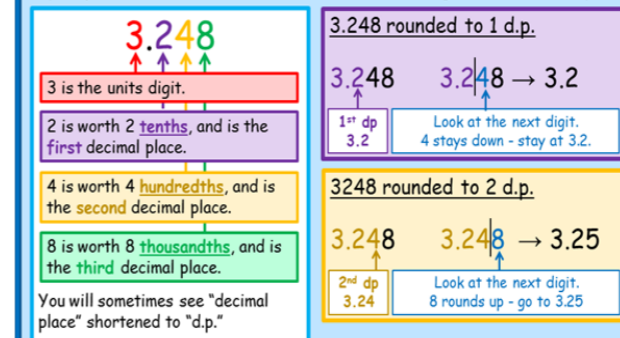 3.248
3 is the units digit.
2 is worth 2 tenths, and is the
first decimal place.
4 is worth 4 hundredths, and is
the second decimal place.
8 is worth 8 thousandths, and is
the third decimal place.
You will sometimes see “decimal
place” shortened to “d.p.”
3.248 rounded to 1 d.p.
3.248 3.2|48 → 3.2
1st dp
3.2
Look at the next digit.
4 stays down - stay at 3.2.
3248 rounded to 2 d.p.
3.248 3.24|8 → 3.25
2nd dp
3.24
Look at the next digit.
8 rounds up - go to 3.25